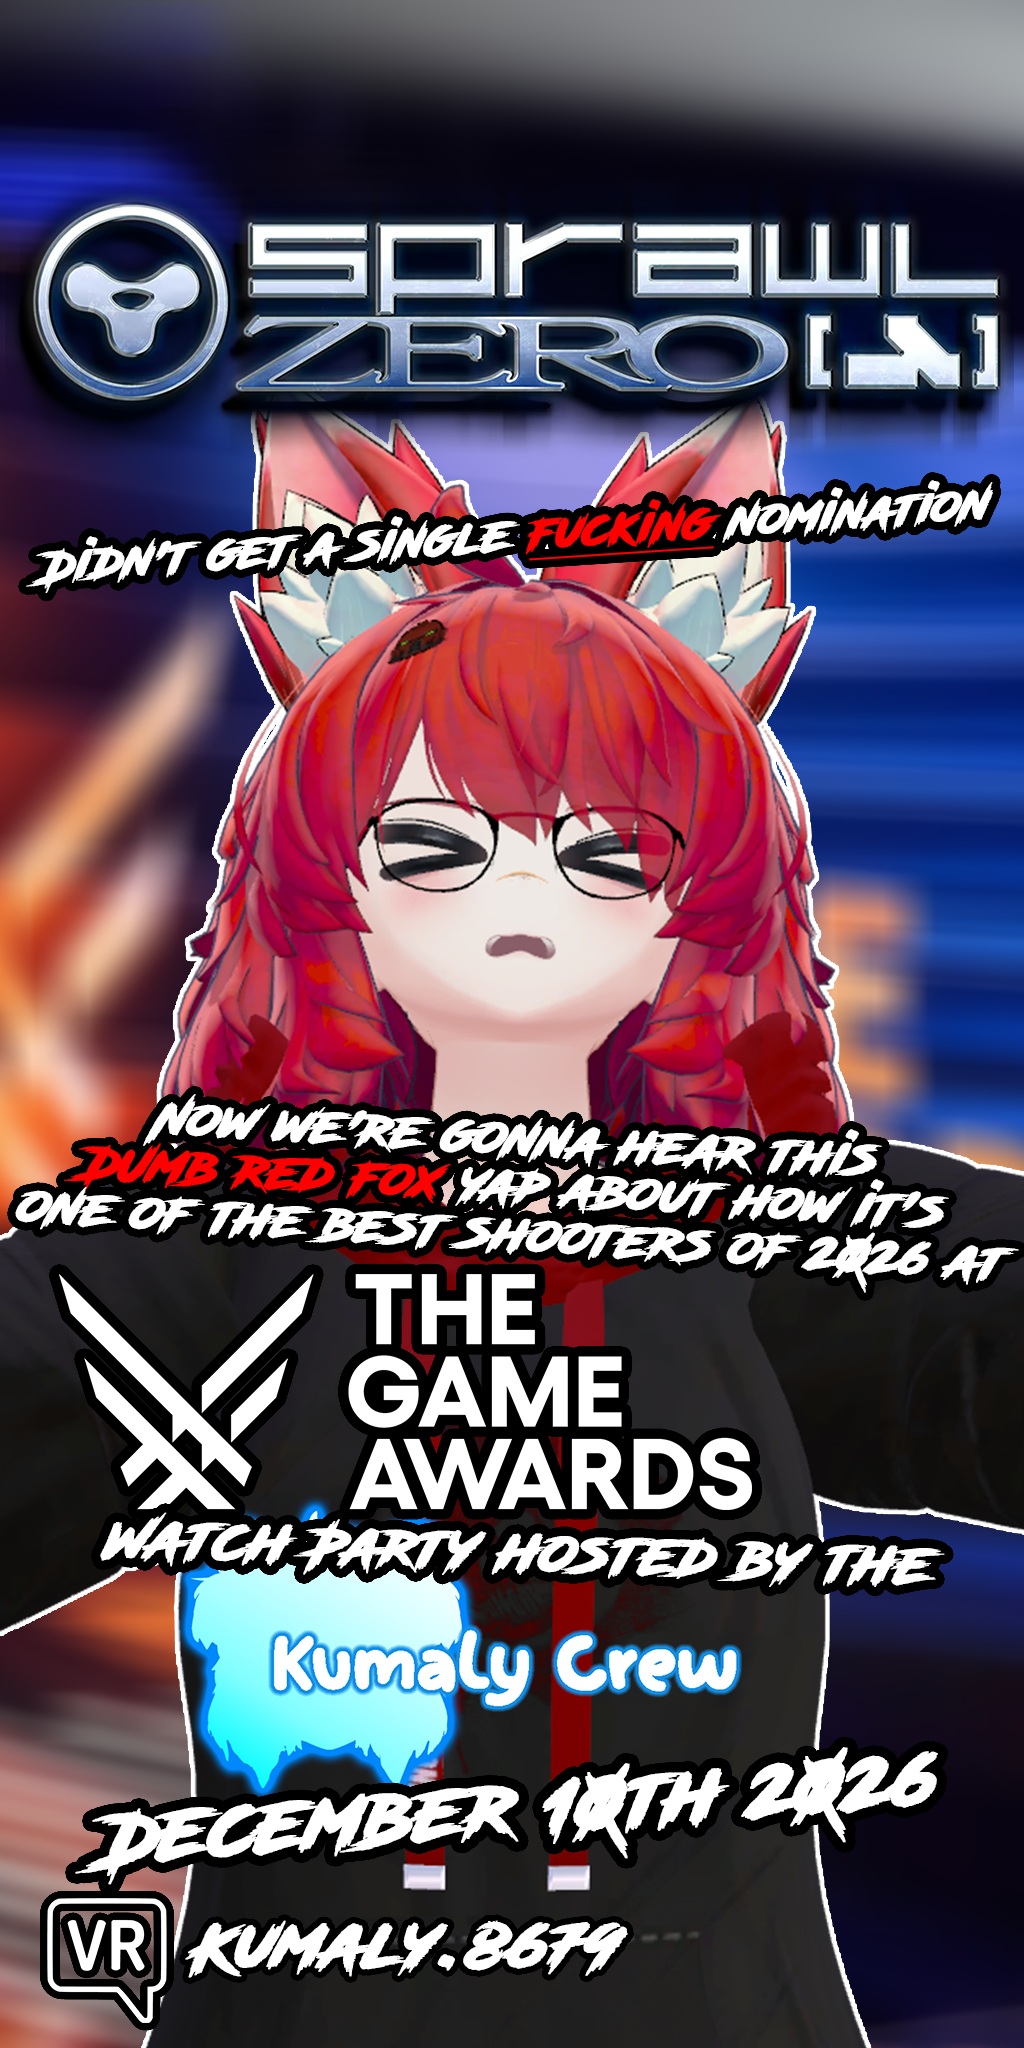 sprawl
ZERO
DIDN'T GET A SINGLE FUCKING NOMINATION
NOW WE'RE GONNA HEAR THIS
DUMB RED FOX YAP ABOUT HOW IT'S
ONE OF THE BEST SHOOTERS OF 2026 AT
THE
GAME
AWARDS
WATCH PARTY HOSTED BY THE
Kumaly Crew
DECEMBER 10TH 2026
VR KUMALY.8679